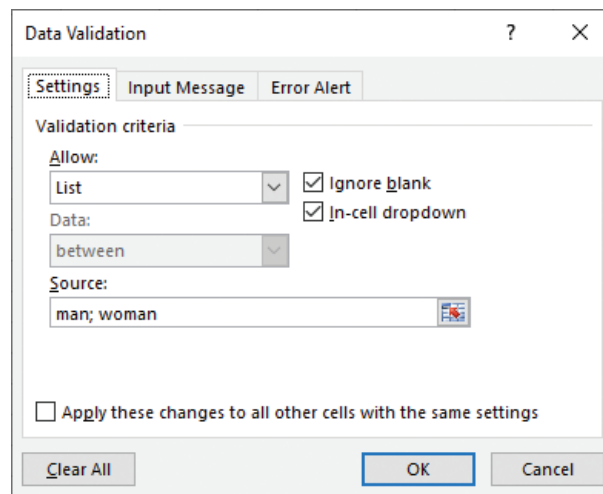 Data Validation ? ×
Settings Input Message Error Alert
Validation criteria
Allow:
List
Ignore blank
In-cell dropdown
Data:
between
Source:
man; woman
Apply these changes to all other cells with the same settings
Clear All OK Cancel